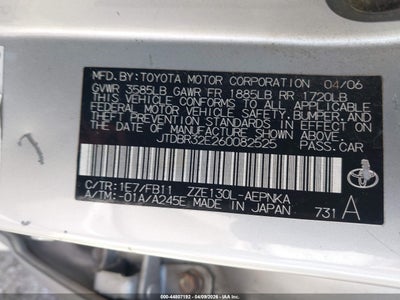 MFD. BY: TOYOTA MOTOR CORPORATION 04/06
GVWR 3585LB GAWR FR 1885LB RR 1720LB
THIS VEHICLE CONFORMS TO ALL APPLICABLE
FEDERAL MOTOR VEHICLE SAFETY, BUMPER, AND
THEFT PREVENTION STANDARDS IN EFFECT ON
THE DATE OF MANUFACTURE SHOWN ABOVE.
JTDBR32E260082525 PASS.CAR
C/TR: 1E7/FB11 ZZE130L-AEPNKA
A/TM: -01A/A245E MADE IN JAPAN 731 A
000-44807192 - 04/09/2026 - www.iaai.com